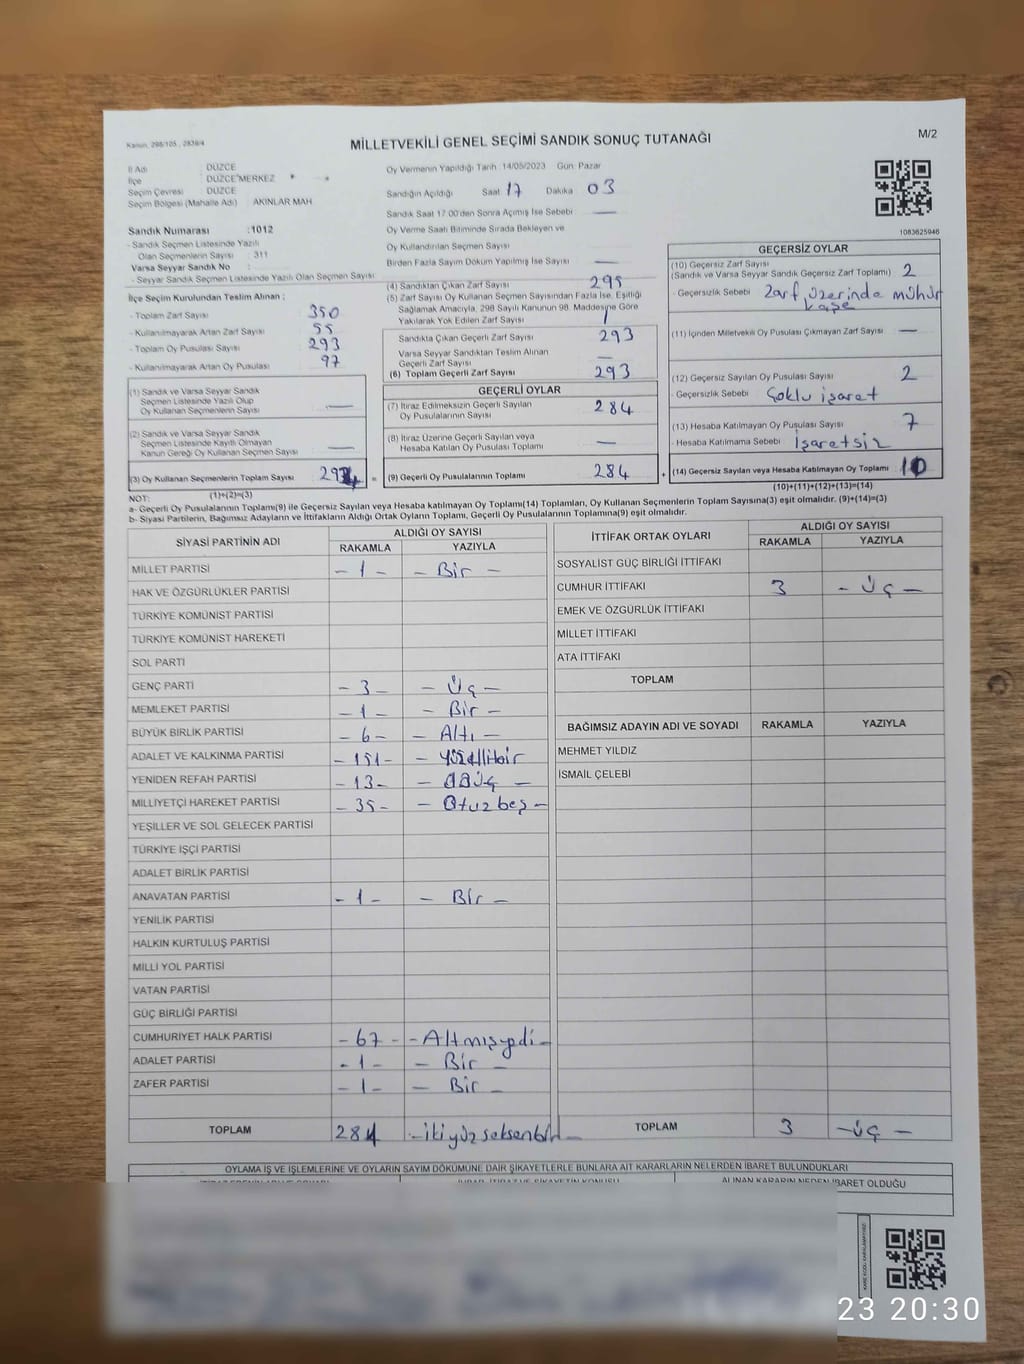 Kanun, 298/105 , 2839/4
MİLLETVEKİLİ GENEL SEÇİMİ SANDIK SONUÇ TUTANAĞI
M/2
İl Adı : DÜZCE
İlçe : DÜZCE MERKEZ
Seçim Çevresi : DÜZCE
Seçim Bölgesi (Mahalle Adı) : AKINLAR MAH
Sandık Numarası :1012
- Sandık Seçmen Listesinde Yazılı
Olan Seçmenlerin Sayısı : 311
Varsa Seyyar Sandık No :
- Seyyar Sandık Seçmen Listesinde Yazılı Olan Seçmen Sayısı:
İlçe Seçim Kurulundan Teslim Alınan :
- Toplam Zarf Sayısı 350
- Kullanılmayarak Artan Zarf Sayısı 55
- Toplam Oy Pusulası Sayısı 293
- Kullanılmayarak Artan Oy Pusulası 97
(1) Sandık ve Varsa Seyyar Sandık
Seçmen Listesinde Yazılı Olup
Oy Kullanan Seçmenlerin Sayısı —
(2) Sandık ve Varsa Seyyar Sandık
Seçmen Listesinde Kayıtlı Olmayan
Kanun Gereği Oy Kullanan Seçmen Sayısı —
(3) Oy Kullanan Seçmenlerin Toplam Sayısı
(1)+(2)=(3)
Oy Vermenin Yapıldığı Tarih :14/05/2023 Gün: Pazar
Sandığın Açıldığı Saat 17 Dakika 03
Sandık Saat 17.00'den Sonra Açılmış İse Sebebi —
Oy Verme Saati Bitiminde Sırada Bekleyen ve
Oy Kullandırılan Seçmen Sayısı —
Birden Fazla Sayım Döküm Yapılmış İse Sayısı —
(4) Sandıktan Çıkan Zarf Sayısı 295
(5) Zarf Sayısı Oy Kullanan Seçmen Sayısından Fazla İse, Eşitliği
Sağlamak Amacıyla, 298 Sayılı Kanunun 98. Maddesine Göre
Yakılarak Yok Edilen Zarf Sayısı
Sandıkta Çıkan Geçerli Zarf Sayısı 293
Varsa Seyyar Sandıktan Teslim Alınan
Geçerli Zarf Sayısı —
(6) Toplam Geçerli Zarf Sayısı 293
GEÇERLİ OYLAR
(7) İtiraz Edilmeksizin Geçerli Sayılan
Oy Pusulalarının Sayısı 284
(8) İtiraz Üzerine Geçerli Sayılan veya
Hesaba Katılan Oy Pusulası Toplamı —
= (9) Geçerli Oy Pusulalarının Toplamı 284
1083625946
GEÇERSİZ OYLAR
(10) Geçersiz Zarf Sayısı
(Sandık ve Varsa Seyyar Sandık Geçersiz Zarf Toplamı) 2
- Geçersizlik Sebebi Zarf üzerinde mühür
kaşe
(11) İçinden Milletvekili Oy Pusulası Çıkmayan Zarf Sayısı —
(12) Geçersiz Sayılan Oy Pusulası Sayısı 2
- Geçersizlik Sebebi Çoklu işaret
(13) Hesaba Katılmayan Oy Pusulası Sayısı 7
- Hesaba Katılmama Sebebi İşaretsiz
+ (14) Geçersiz Sayılan veya Hesaba Katılmayan Oy Toplamı
(10)+(11)+(12)+(13)=(14)
NOT:
a- Geçerli Oy Pusulalarının Toplamı(9) ile Geçersiz Sayılan veya Hesaba Katılmayan Oy Toplamı(14) Toplamları, Oy Kullanan Seçmenlerin Toplam Sayısına(3) eşit olmalıdır. (9)+(14)=(3)
b- Siyasi Partilerin, Bağımsız Adayların ve İttifakların Aldığı Ortak Oyların Toplamı, Geçerli Oy Pusulalarının Toplamına(9) eşit olmalıdır.
SİYASİ PARTİNİN ADI ALDIĞI OY SAYISI
RAKAMLA YAZIYLA
MİLLET PARTİSİ - 1 - - Bir -
HAK VE ÖZGÜRLÜKLER PARTİSİ
TÜRKİYE KOMÜNİST PARTİSİ
TÜRKİYE KOMÜNİST HAREKETİ
SOL PARTİ
GENÇ PARTİ - 3 - - Üç -
MEMLEKET PARTİSİ - 1 - - Bir -
BÜYÜK BİRLİK PARTİSİ - 6 - - Altı -
ADALET VE KALKINMA PARTİSİ - 151 - - Yüzellibir
YENİDEN REFAH PARTİSİ - 13 -
MİLLİYETÇİ HAREKET PARTİSİ - 35 - - Otuzbeş -
YEŞİLLER VE SOL GELECEK PARTİSİ
TÜRKİYE İŞÇİ PARTİSİ
ADALET BİRLİK PARTİSİ
ANAVATAN PARTİSİ - 1 - - Bir -
YENİLİK PARTİSİ
HALKIN KURTULUŞ PARTİSİ
MİLLİ YOL PARTİSİ
VATAN PARTİSİ
GÜÇ BİRLİĞİ PARTİSİ
CUMHURİYET HALK PARTİSİ - 67 - - Altmışyedi -
ADALET PARTİSİ - 1 - - Bir -
ZAFER PARTİSİ - 1 - - Bir -
TOPLAM - ikiyüzseksenbir -
İTTİFAK ORTAK OYLARI ALDIĞI OY SAYISI
RAKAMLA YAZIYLA
SOSYALİST GÜÇ BİRLİĞİ İTTİFAKI
CUMHUR İTTİFAKI 3 - Üç -
EMEK VE ÖZGÜRLÜK İTTİFAKI
MİLLET İTTİFAKI
ATA İTTİFAKI
TOPLAM
BAĞIMSIZ ADAYIN ADI VE SOYADI RAKAMLA YAZIYLA
MEHMET YILDIZ
İSMAİL ÇELEBİ
TOPLAM 3 - Üç -
OYLAMA İŞ VE İŞLEMLERİNE VE OYLARIN SAYIM DÖKÜMÜNE DAİR ŞİKAYETLERLE BUNLARA AİT KARARLARIN NELERDEN İBARET BULUNDUKLARI
ALINAN KARARIN NEDEN İBARET OLDUĞU
23 20:30